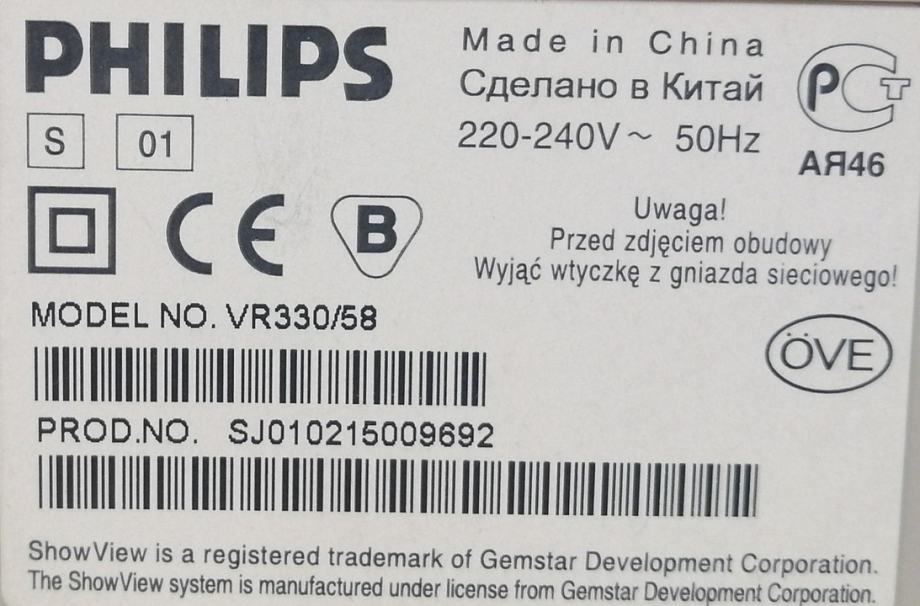 PHILIPS
Made in China
Сделано в Китай
220-240V~ 50Hz
РСТ
АЯ46
S 01
CE B
Uwaga!
Przed zdjęciem obudowy
Wyjąć wtyczkę z gniazda sieciowego!
MODEL NO. VR330/58
ÖVE
PROD.NO. SJ010215009692
ShowView is a registered trademark of Gemstar Development Corporation.
The ShowView system is manufactured under license from Gemstar Development Corporation.